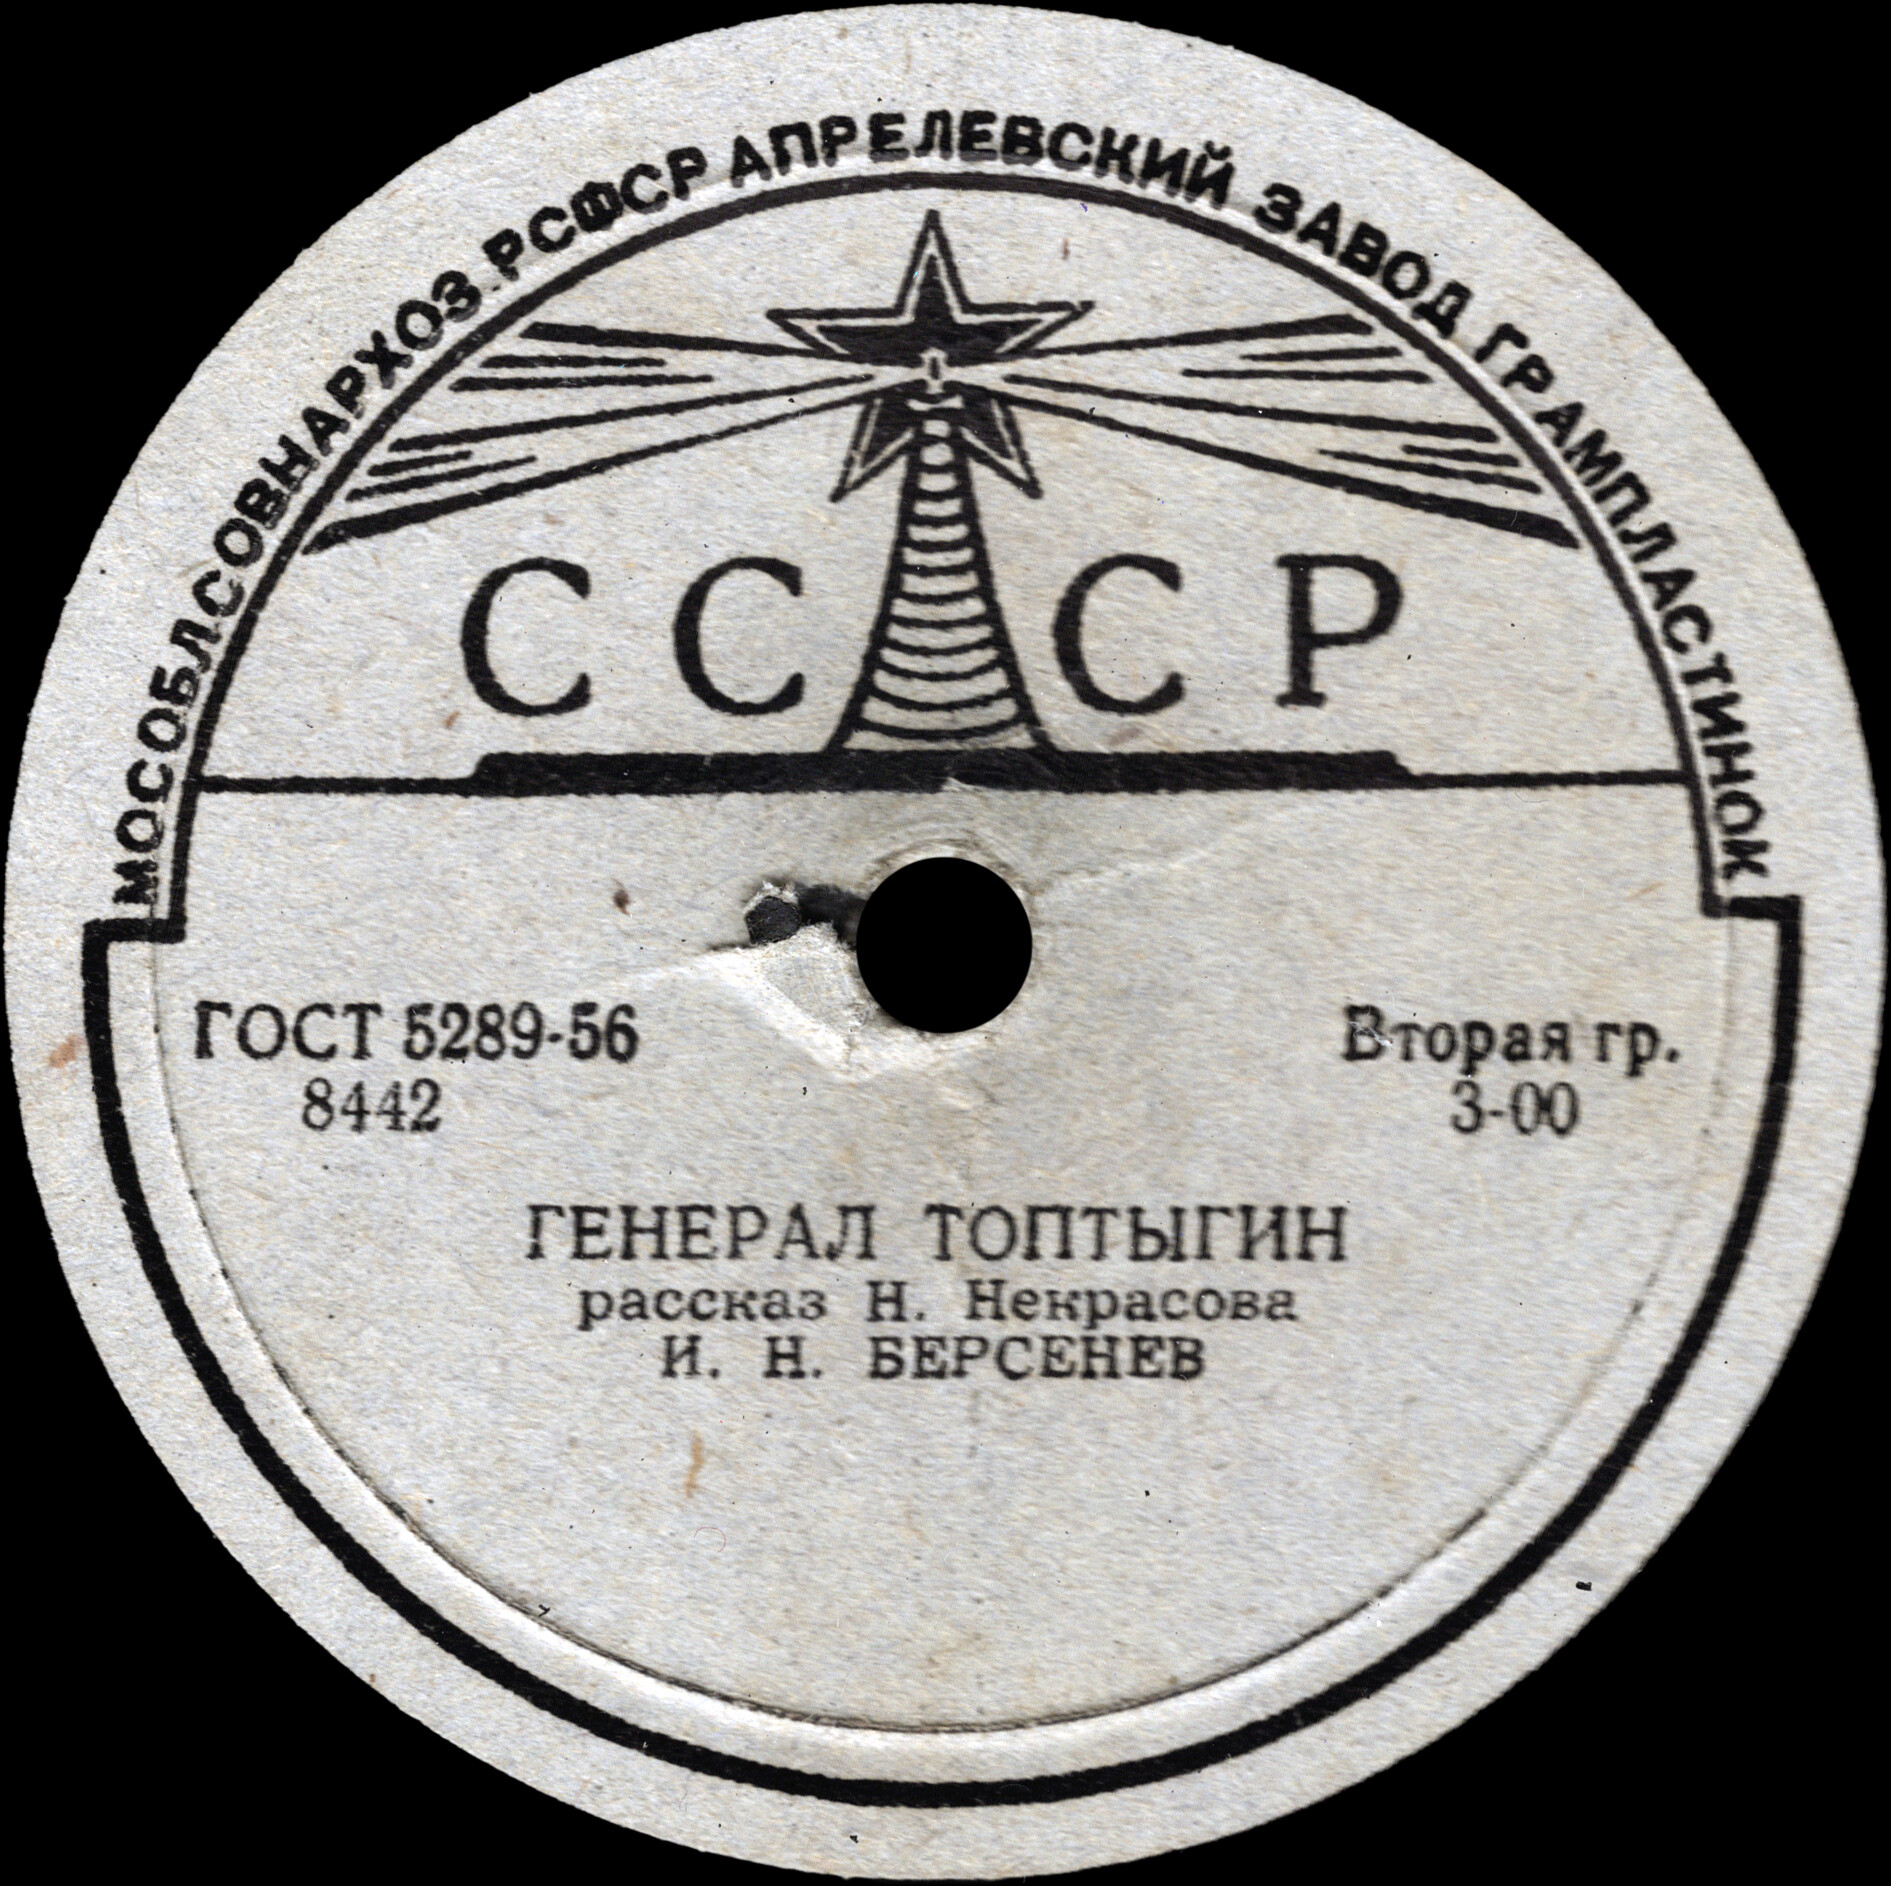 МОСОБЛСОВНАРХОЗ.РСФСР АПРЕЛЕВСКИЙ ЗАВОД ГРАМПЛАСТИНОК
СССР
ГОСТ 5289-56
8442
Вторая гр.
3-00
ГЕНЕРАЛ ТОПТЫГИН
рассказ Н. Некрасова
И. Н. БЕРСЕНЕВ